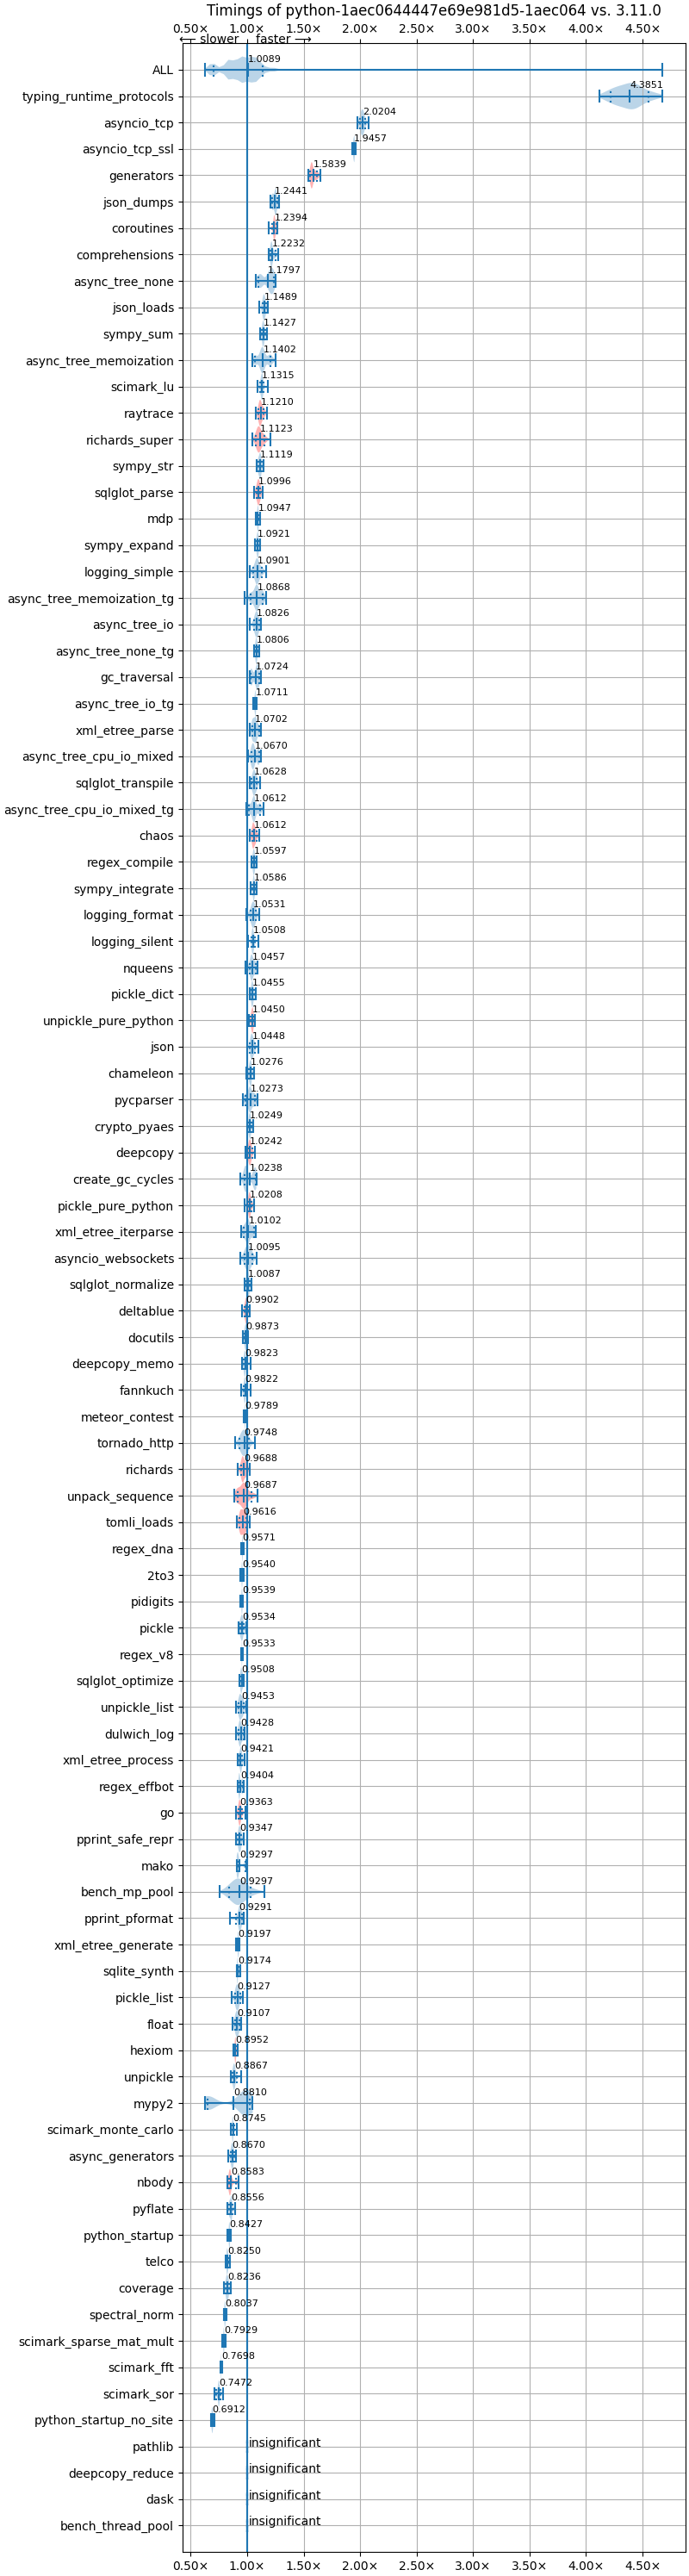 Timings of python-1aec0644447e69e981d5-1aec064 vs. 3.11.0
0.50× 1.00× 1.50× 2.00× 2.50× 3.00× 3.50× 4.00× 4.50×
⟵ slower faster ⟶
ALL 1.0089
typing_runtime_protocols 4.3851
asyncio_tcp 2.0204
asyncio_tcp_ssl 1.9457
generators 1.5839
json_dumps 1.2441
coroutines 1.2394
comprehensions 1.2232
async_tree_none 1.1797
json_loads 1.1489
sympy_sum 1.1427
async_tree_memoization 1.1402
scimark_lu 1.1315
raytrace 1.1210
richards_super 1.1123
sympy_str 1.1119
sqlglot_parse 1.0996
mdp 1.0947
sympy_expand 1.0921
logging_simple 1.0901
async_tree_memoization_tg 1.0868
async_tree_io 1.0826
async_tree_none_tg 1.0806
gc_traversal 1.0724
async_tree_io_tg 1.0711
xml_etree_parse 1.0702
async_tree_cpu_io_mixed 1.0670
sqlglot_transpile 1.0628
async_tree_cpu_io_mixed_tg 1.0612
chaos 1.0612
regex_compile 1.0597
sympy_integrate 1.0586
logging_format 1.0531
logging_silent 1.0508
nqueens 1.0457
pickle_dict 1.0455
unpickle_pure_python 1.0450
json 1.0448
chameleon 1.0276
pycparser 1.0273
crypto_pyaes 1.0249
deepcopy 1.0242
create_gc_cycles 1.0238
pickle_pure_python 1.0208
xml_etree_iterparse 1.0102
asyncio_websockets 1.0095
sqlglot_normalize 1.0087
deltablue 0.9902
docutils 0.9873
deepcopy_memo 0.9823
fannkuch 0.9822
meteor_contest 0.9789
tornado_http 0.9748
richards 0.9688
unpack_sequence 0.9687
tomli_loads 0.9616
regex_dna 0.9571
2to3 0.9540
pidigits 0.9539
pickle 0.9534
regex_v8 0.9533
sqlglot_optimize 0.9508
unpickle_list 0.9453
dulwich_log 0.9428
xml_etree_process 0.9421
regex_effbot 0.9404
go 0.9363
pprint_safe_repr 0.9347
mako 0.9297
bench_mp_pool 0.9297
pprint_pformat 0.9291
xml_etree_generate 0.9197
sqlite_synth 0.9174
pickle_list 0.9127
float 0.9107
hexiom 0.8952
unpickle 0.8867
mypy2 0.8810
scimark_monte_carlo 0.8745
async_generators 0.8670
nbody 0.8583
pyflate 0.8556
python_startup 0.8427
telco 0.8250
coverage 0.8236
spectral_norm 0.8037
scimark_sparse_mat_mult 0.7929
scimark_fft 0.7698
scimark_sor 0.7472
python_startup_no_site 0.6912
pathlib insignificant
deepcopy_reduce insignificant
dask insignificant
bench_thread_pool insignificant
0.50× 1.00× 1.50× 2.00× 2.50× 3.00× 3.50× 4.00× 4.50×